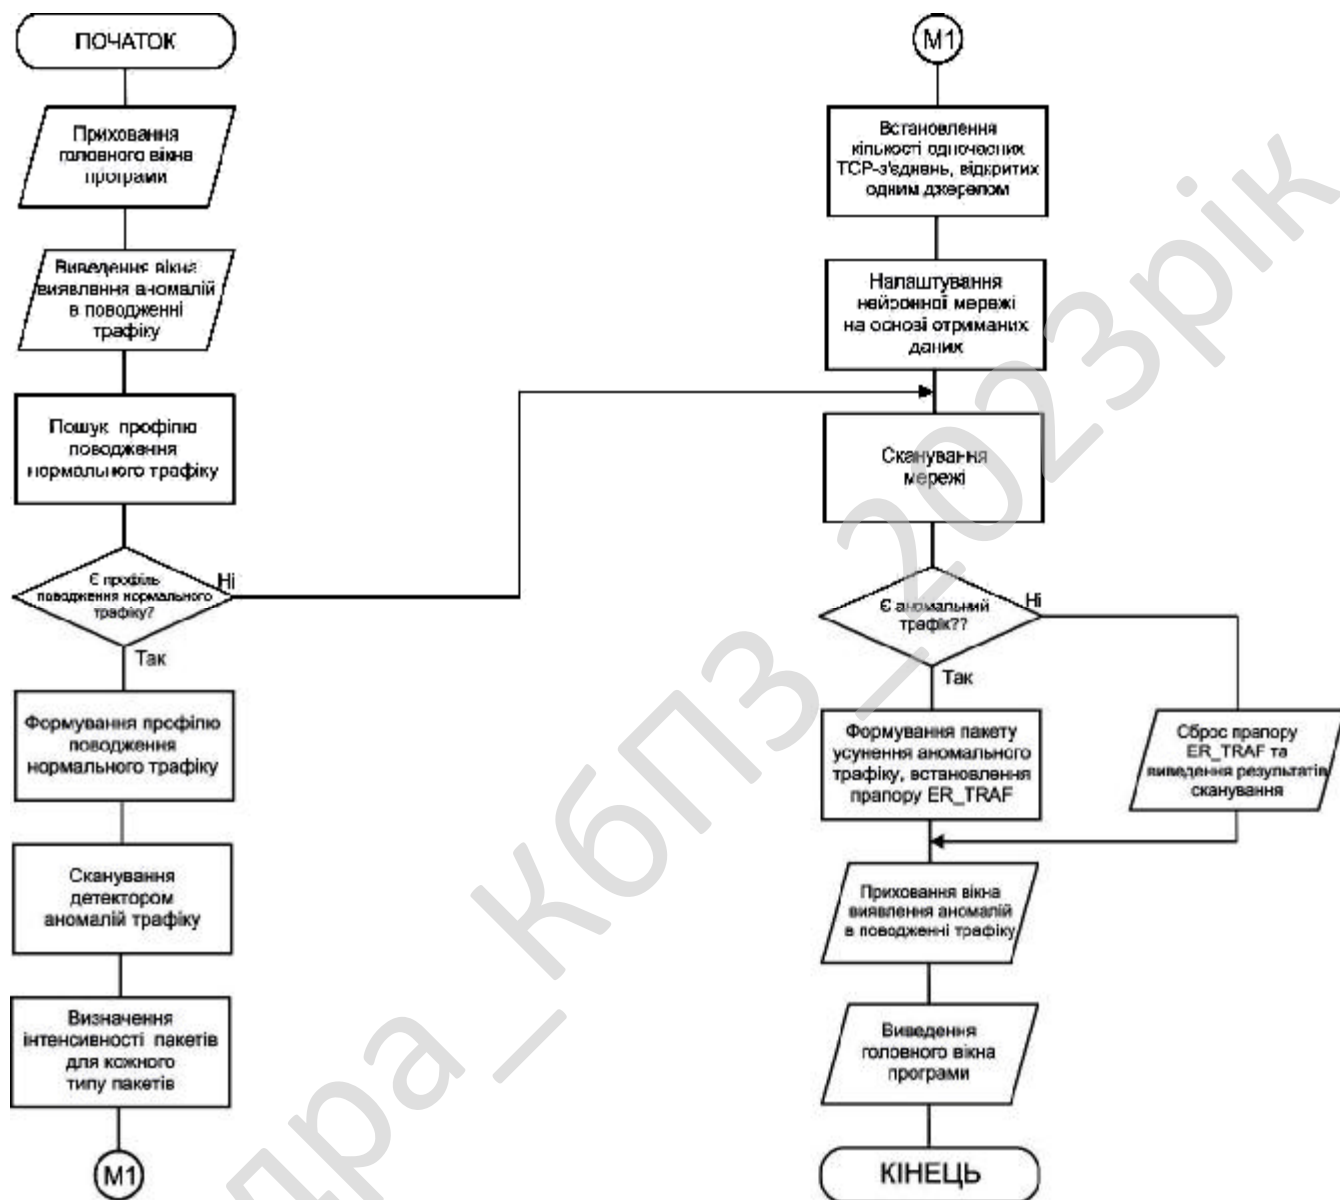 ПОЧАТОК
Приховання
головного вікна
програми
Виведення вікна
виявлення аномалій
в поводженні
трафіку
Пошук профілю
поводження
нормального трафіку
Є профіль
поводження нормального
трафіку?
Ні
Так
Формування профілю
поводження
нормального трафіку
Сканування
детектором
аномалій трафіку
Визначення
інтенсивності пакетів
для кожного
типу пакетів
М1
М1
Встановлення
кількості одночасних
TCP-з'єднань, відкритих
одним джерелом
Налаштування
нейронної мережі
на основі отриманих
даних
Сканування
мережі
Є аномальний
трафік??
Ні
Так
Формування пакету
усунення аномального
трафіку, встановлення
прапору ER_TRAF
Сброс прапору
ER_TRAF та
виведення результатів
сканування
Приховання вікна
виявлення аномалій
в поводженні трафіку
Виведення
головного вікна
програми
КІНЕЦЬ
дра_КбПЗ_2023рік